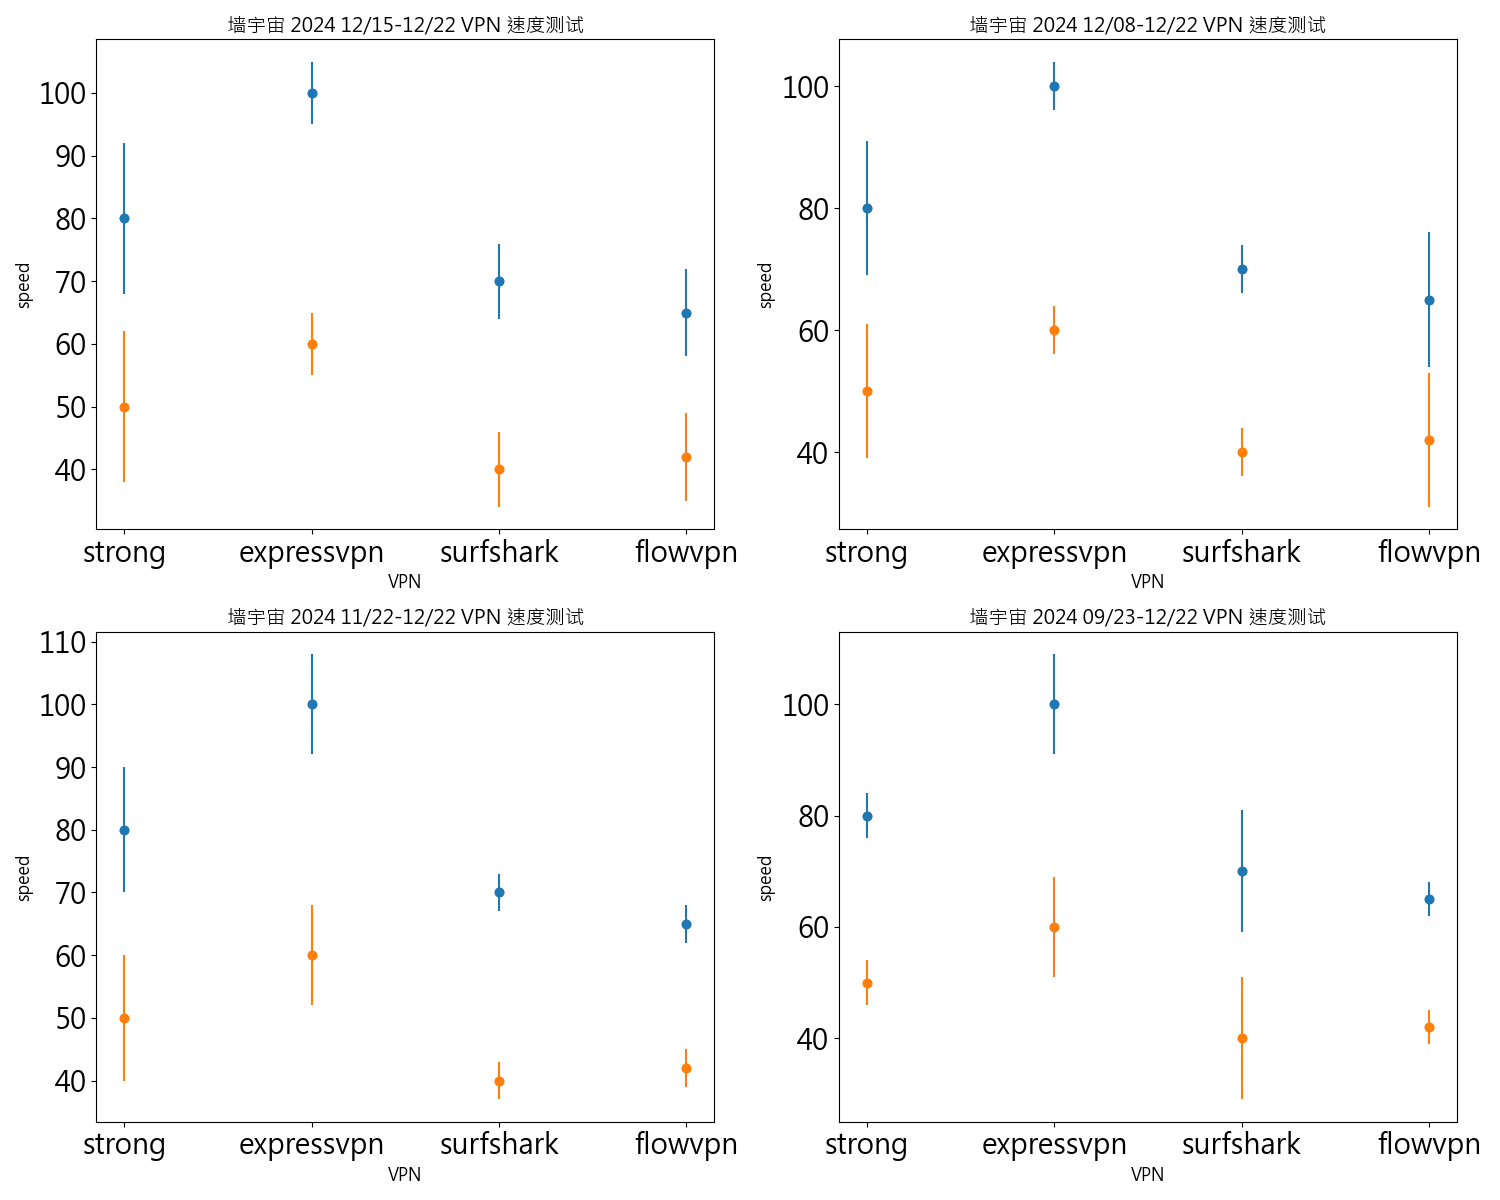 墙宇宙 2024 12/15-12/22 VPN 速度测试
100
90
80
70
60
50
40
speed
strong expressvpn surfshark flowvpn
VPN
墙宇宙 2024 12/08-12/22 VPN 速度测试
100
80
60
40
speed
strong expressvpn surfshark flowvpn
VPN
墙宇宙 2024 11/22-12/22 VPN 速度测试
110
100
90
80
70
60
50
40
speed
strong expressvpn surfshark flowvpn
VPN
墙宇宙 2024 09/23-12/22 VPN 速度测试
100
80
60
40
speed
strong expressvpn surfshark flowvpn
VPN